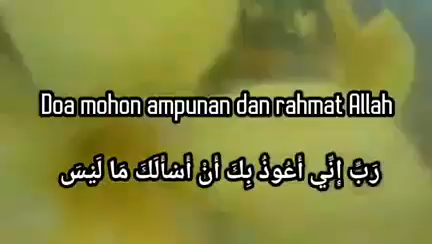 Doa mohon ampunan dan rahmat Allah
رَبِّ إِنِّي أَعُوذُ بِكَ أَنْ أَسْأَلَكَ مَا لَيْسَ